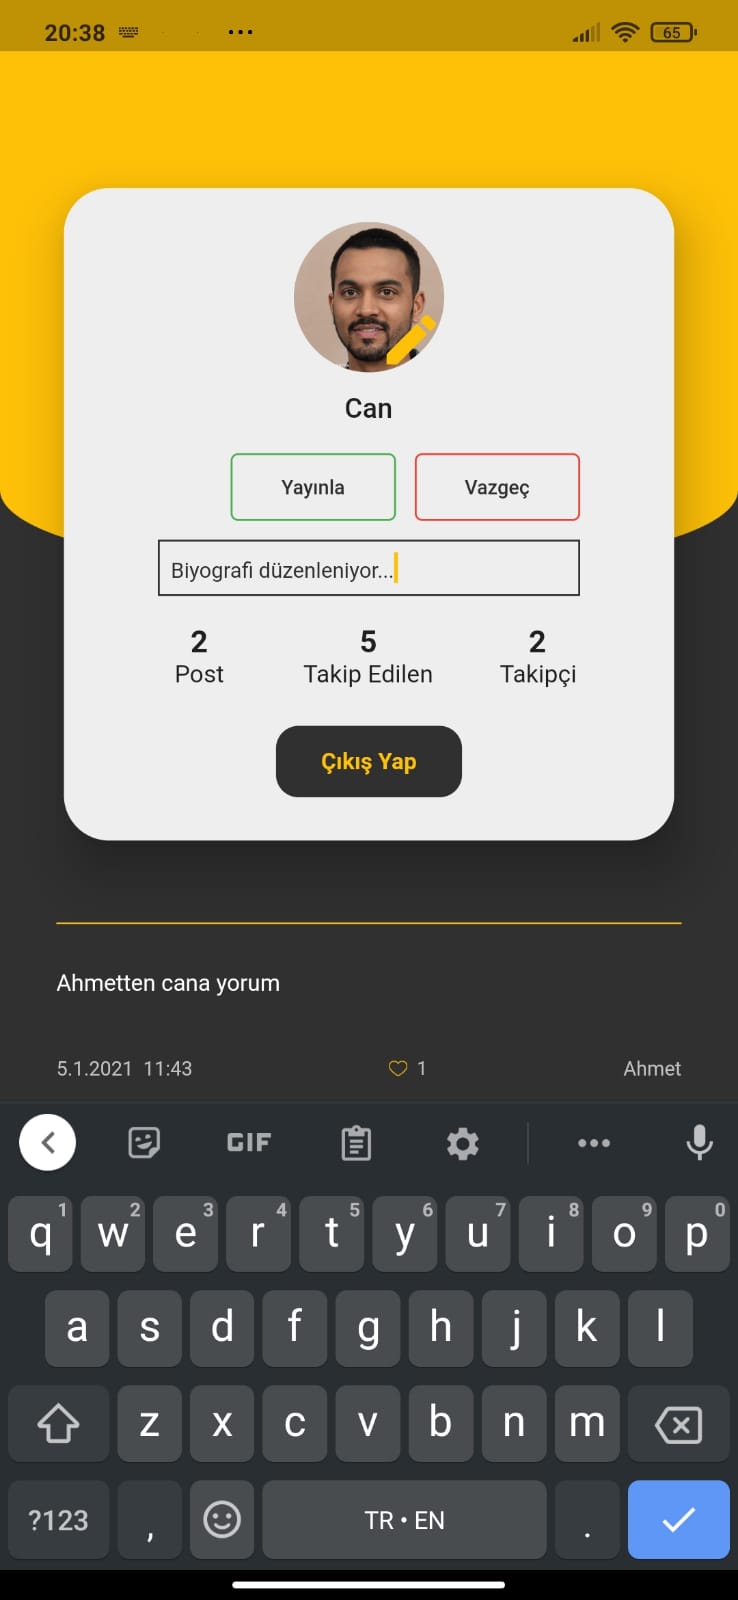 20:38
65
Can
Yayınla
Vazgeç
Biyografi düzenleniyor...
2 5 2
Post Takip Edilen Takipçi
Çıkış Yap
Ahmetten cana yorum
5.1.2021 11:43 1 Ahmet
GIF
1 2 3 4 5 6 7 8 9 0
q w e r t y u i o p
a s d f g h j k l
z x c v b n m
?123 , TR • EN .